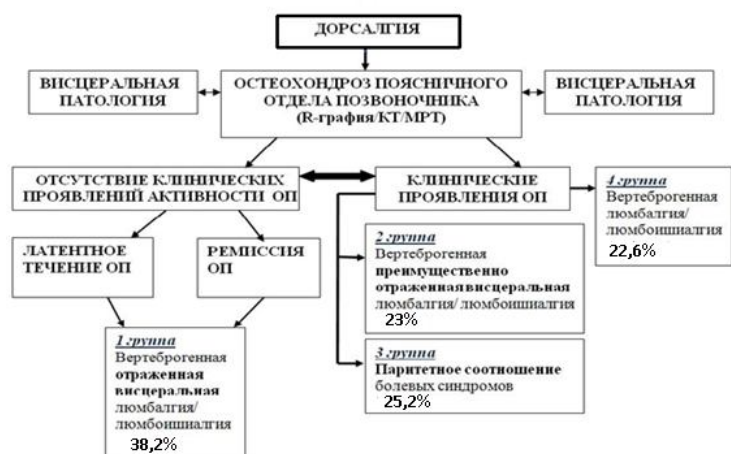 ДОРСАЛГИЯ
ВИСЦЕРАЛЬНАЯ
ПАТОЛОГИЯ
ОСТЕОХОНДРОЗ ПОЯСНИЧНОГО
ОТДЕЛА ПОЗВОНОЧНИКА
(R-графия/КТ/МРТ)
ВИСЦЕРАЛЬНАЯ
ПАТОЛОГИЯ
ОТСУТСТВИЕ КЛИНИЧЕСКИХ
ПРОЯВЛЕНИЙ АКТИВНОСТИ ОП
КЛИНИЧЕСКИЕ
ПРОЯВЛЕНИЯ ОП
4 группа
Вертеброгенная
люмбалгия/
люмбоишиалгия
22,6%
ЛАТЕНТНОЕ
ТЕЧЕНИЕ ОП
РЕМИССИЯ
ОП
2 группа
Вертеброгенная
преимущественно
отраженная висцеральная
люмбалгия/ люмбоишиалгия
23%
1 группа
Вертеброгенная
отраженная
висцеральная
люмбалгия/
люмбоишиалгия
38,2%
3 группа
Паритетное соотношение
болевых синдромов
25,2%